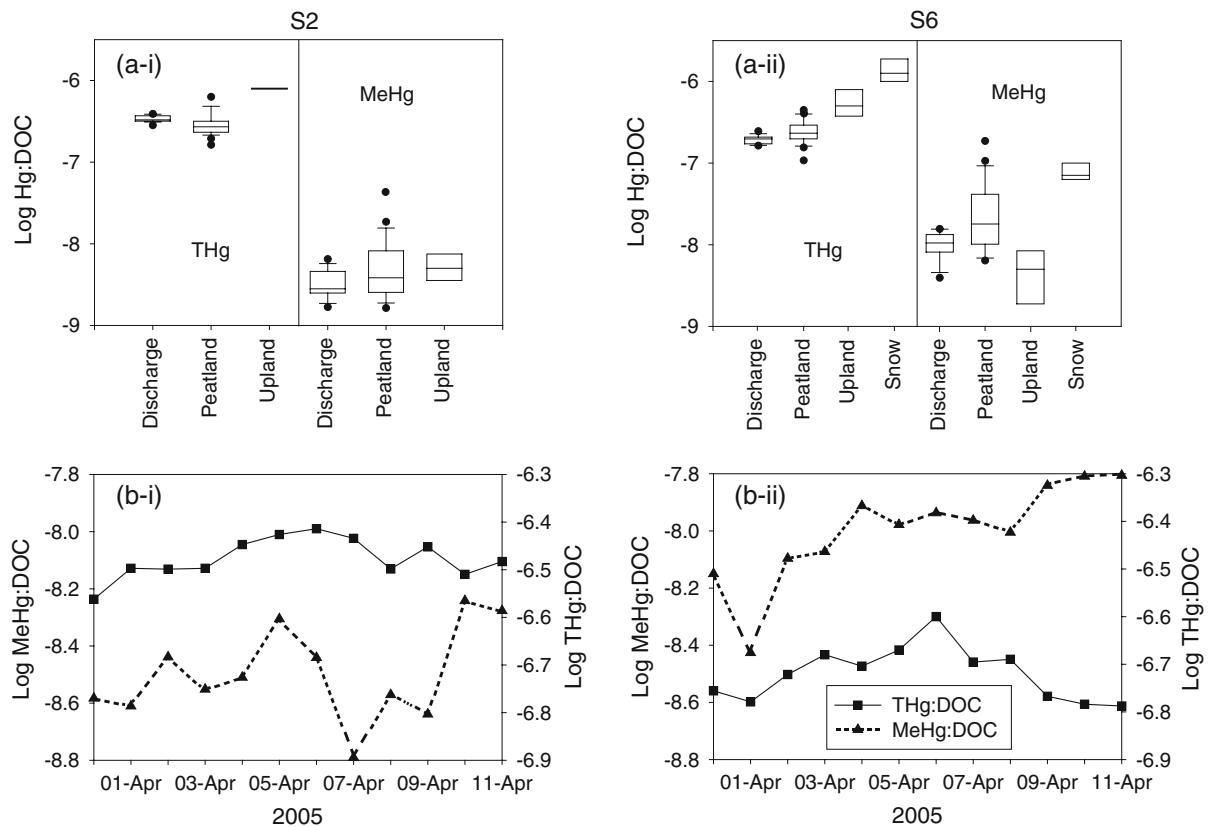 S2
S6
(a-i)
MeHg
THg
Log Hg:DOC
-6
-7
-8
-9
Discharge
Peatland
Upland
Discharge
Peatland
Upland
(a-ii)
MeHg
THg
Log Hg:DOC
-6
-7
-8
-9
Discharge
Peatland
Upland
Snow
Discharge
Peatland
Upland
Snow
(b-i)
Log MeHg:DOC
-7.8
-8.0
-8.2
-8.4
-8.6
-8.8
Log THg:DOC
-6.3
-6.4
-6.5
-6.6
-6.7
-6.8
-6.9
01-Apr 03-Apr 05-Apr 07-Apr 09-Apr 11-Apr
2005
(b-ii)
Log MeHg:DOC
-7.8
-8.0
-8.2
-8.4
-8.6
-8.8
Log THg:DOC
-6.3
-6.4
-6.5
-6.6
-6.7
-6.8
-6.9
THg:DOC
MeHg:DOC
01-Apr 03-Apr 05-Apr 07-Apr 09-Apr 11-Apr
2005